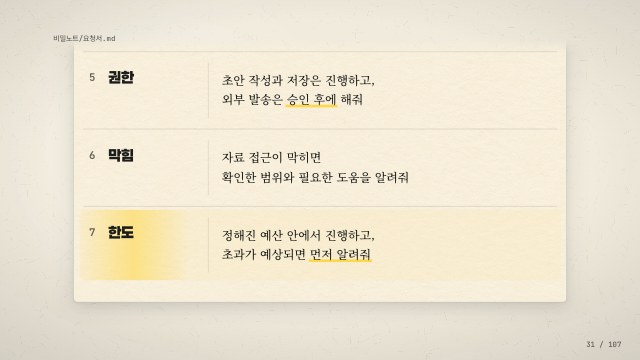 비밀노트/요청서.md
5 권한
초안 작성과 저장은 진행하고,
외부 발송은 승인 후에 해줘
6 막힘
자료 접근이 막히면
확인한 범위와 필요한 도움을 알려줘
7 한도
정해진 예산 안에서 진행하고,
초과가 예상되면 먼저 알려줘
31 / 107